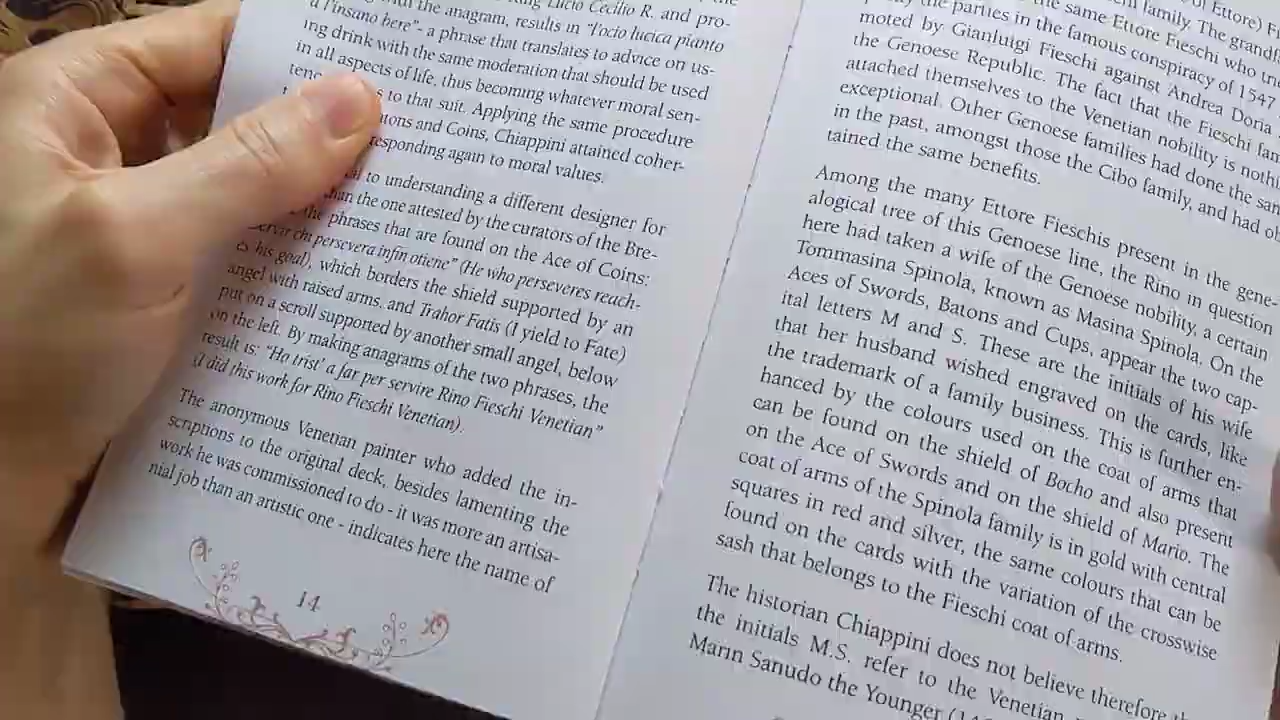 with the anagram, results in "l'ocio lucica pianto
a l'insano bere" - a phrase that translates to advice on us-
ing drink with the same moderation that should be used
in all aspects of life, thus becoming whatever moral sen-
to that suit. Applying the same procedure
and Coins, Chiappini attained coher-
again to moral values.
to understanding a different designer for
than the one attested by the curators of the Bre-
the phrases that are found on the Ace of Coins:
chi persevera infin otiene" (He who perseveres reach-
es his goal), which borders the shield supported by an
angel with raised arms, and Trahor Fatis (I yield to Fate)
put on a scroll supported by another small angel, below
on the left. By making anagrams of the two phrases, the
result is: "Ho trist' a far per servire Rino Fieschi Venetian"
(I did this work for Rino Fieschi Venetian).
The anonymous Venetian painter who added the in-
scriptions to the original deck, besides lamenting the
work he was commissioned to do - it was more an artisa-
nial job than an artistic one - indicates here the name of
14
family. The
the same Ettore Fieschi who
the parties in the famous conspiracy of 1547
moted by Gianluigi Fieschi against Andrea Doria
the Genoese Republic. The fact that the Fieschi
attached themselves to the Venetian nobility is
exceptional. Other Genoese families had done the
in the past, amongst those the Cibo family, and had
tained the same benefits.
Among the many Ettore Fieschis present in the gene-
alogical tree of this Genoese line, the Rino in question
here had taken a wife of the Genoese nobility, a certain
Tommasina Spinola, known as Masina Spinola. On the
Aces of Swords, Batons and Cups, appear the two cap-
ital letters M and S. These are the initials of his wife
that her husband wished engraved on the cards, like
the trademark of a family business. This is further en-
hanced by the colours used on the coat of arms that
can be found on the shield of Bocho and also present
on the Ace of Swords and on the shield of Mario. The
coat of arms of the Spinola family is in gold with central
squares in red and silver, the same colours that can be
found on the cards with the variation of the crosswise
sash that belongs to the Fieschi coat of arms.
The historian Chiappini does not believe therefore
the initials M.S. refer to the Venetian
Marin Sanudo the Younger